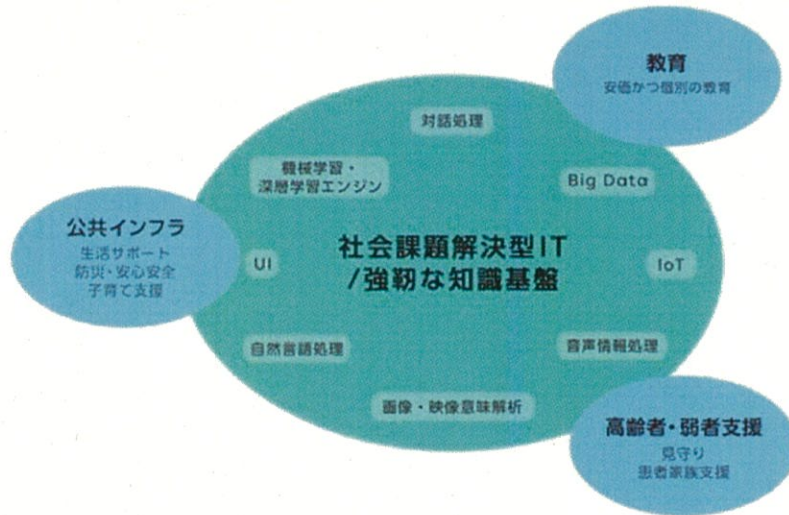 教育
安価かつ個別の教育
対話処理
機械学習・
深層学習エンジン
Big Data
公共インフラ
生活サポート
防災・安心安全
子育て支援
UI
社会課題解決型IT
/強靭な知識基盤
IoT
自然言語処理
音声情報処理
画像・映像意味解析
高齢者・弱者支援
見守り
患者家族支援